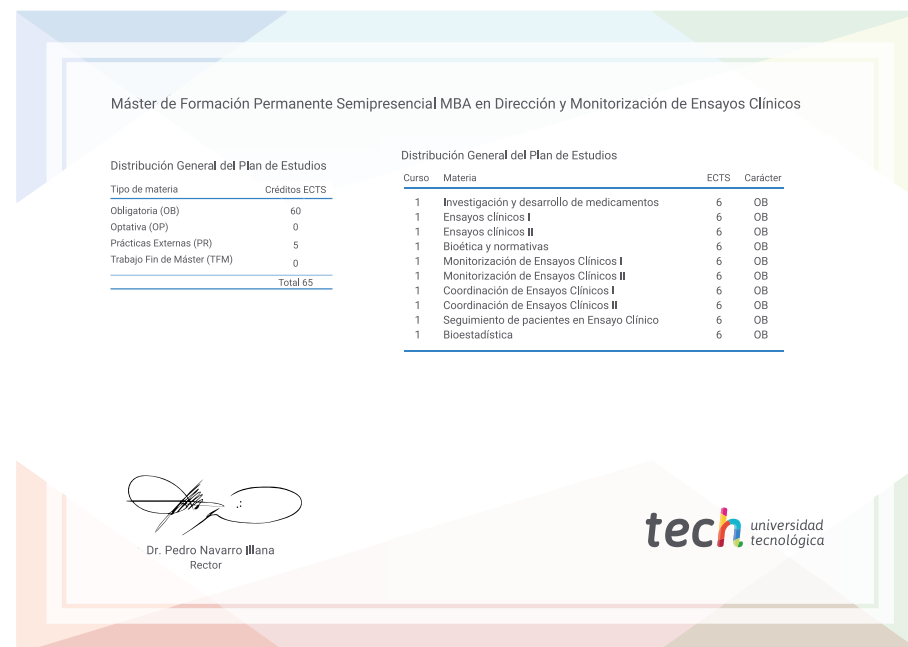 Máster de Formación Permanente Semipresencial MBA en Dirección y Monitorización de Ensayos Clínicos
Distribución General del Plan de Estudios
Tipo de materia Créditos ECTS
Obligatoria (OB) 60
Optativa (OP) 0
Prácticas Externas (PR) 5
Trabajo Fin de Máster (TFM) 0
Total 65
Distribución General del Plan de Estudios
Curso Materia ECTS Carácter
1 Investigación y desarrollo de medicamentos 6 OB
1 Ensayos clínicos I 6 OB
1 Ensayos clínicos II 6 OB
1 Bioética y normativas 6 OB
1 Monitorización de Ensayos Clínicos I 6 OB
1 Monitorización de Ensayos Clínicos II 6 OB
1 Coordinación de Ensayos Clínicos I 6 OB
1 Coordinación de Ensayos Clínicos II 6 OB
1 Seguimiento de pacientes en Ensayo Clínico 6 OB
1 Bioestadística 6 OB
Dr. Pedro Navarro Illana
Rector
tech universidad
tecnológica